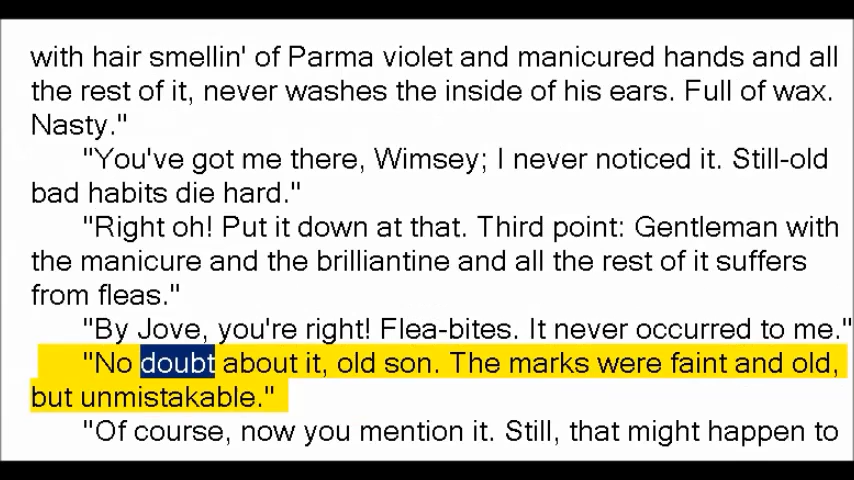 with hair smellin' of Parma violet and manicured hands and all
the rest of it, never washes the inside of his ears. Full of wax.
Nasty."
"You've got me there, Wimsey; I never noticed it. Still-old
bad habits die hard."
"Right oh! Put it down at that. Third point: Gentleman with
the manicure and the brilliantine and all the rest of it suffers
from fleas."
"By Jove, you're right! Flea-bites. It never occurred to me."
"No doubt about it, old son. The marks were faint and old,
but unmistakable."
"Of course, now you mention it. Still, that might happen to